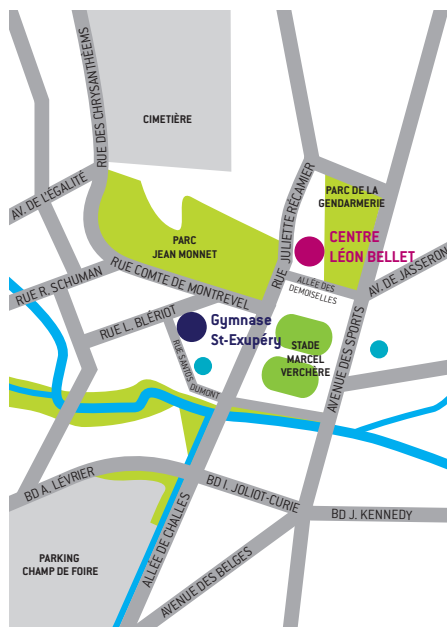 RUE DES CHRYSANTHÈEMS
CIMETIÈRE
AV. DE L'ÉGALITÉ
PARC DE LA
GENDARMERIE
RUE JULIETTE RÉCAMIER
PARC
JEAN MONNET
CENTRE
LÉON BELLET
RUE R. SCHUMAN
RUE COMTE DE MONTREVEL
ALLÉE DES
DEMOISELLES
AV. DE JASSERON
RUE L. BLÉRIOT
Gymnase
St-Exupéry
RUE SANTOS DUMONT
STADE
MARCEL
VERCHÈRE
AVENUE DES SPORTS
BD A. LÉVRIER
BD I. JOLIOT-CURIE
BD J. KENNEDY
ALLÉE DE CHALLES
AVENUE DES BELGES
PARKING
CHAMP DE FOIRE